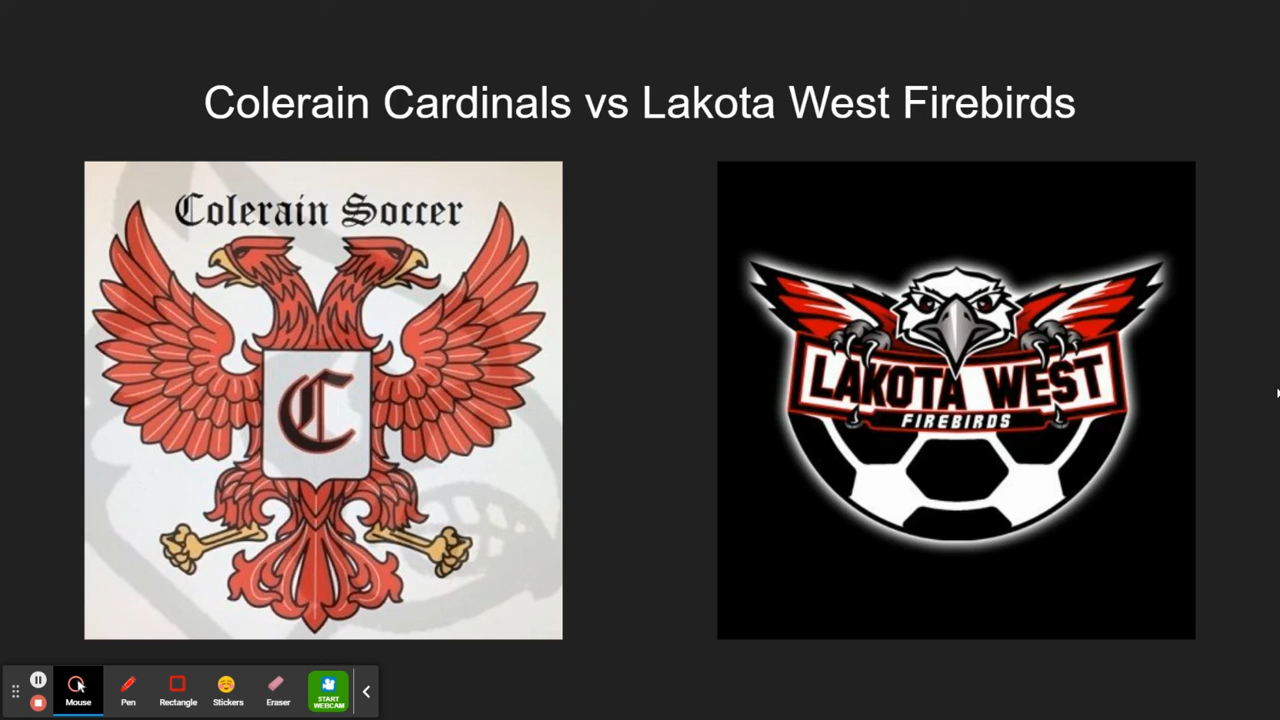 Colerain Cardinals vs Lakota West Firebirds
Colerain Soccer
C
LAKOTA WEST
FIREBIRDS
Mouse
Pen
Rectangle
Stickers
Eraser
START
WEBCAM